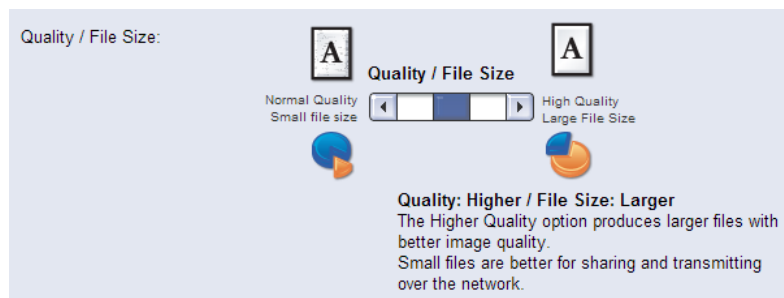 Quality / File Size:
A
A
Quality / File Size
Normal Quality
Small file size
High Quality
Large File Size
Quality: Higher / File Size: Larger
The Higher Quality option produces larger files with
better image quality.
Small files are better for sharing and transmitting
over the network.